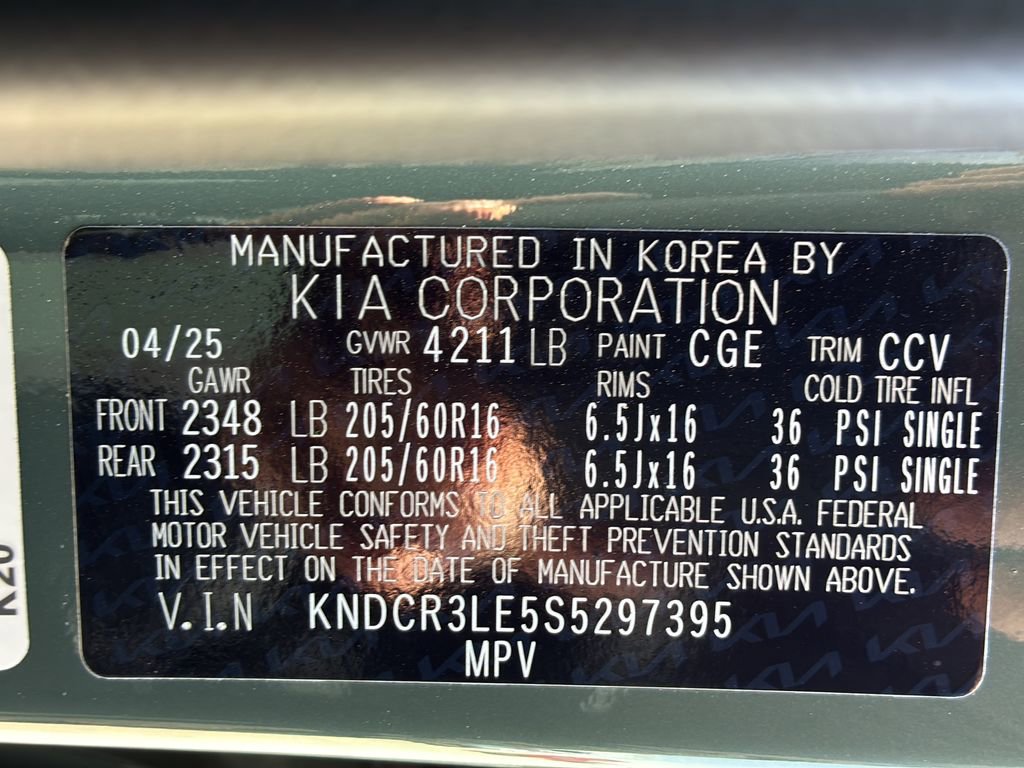 MANUFACTURED IN KOREA BY
KIA CORPORATION
04/25 GVWR 4211 LB PAINT CGE TRIM CCV
GAWR TIRES RIMS COLD TIRE INFL
FRONT 2348 LB 205/60R16 6.5Jx16 36 PSI SINGLE
REAR 2315 LB 205/60R16 6.5Jx16 36 PSI SINGLE
THIS VEHICLE CONFORMS TO ALL APPLICABLE U.S.A. FEDERAL
MOTOR VEHICLE SAFETY AND THEFT PREVENTION STANDARDS
IN EFFECT ON THE DATE OF MANUFACTURE SHOWN ABOVE.
V.I.N KNDCR3LE5S5297395
MPV